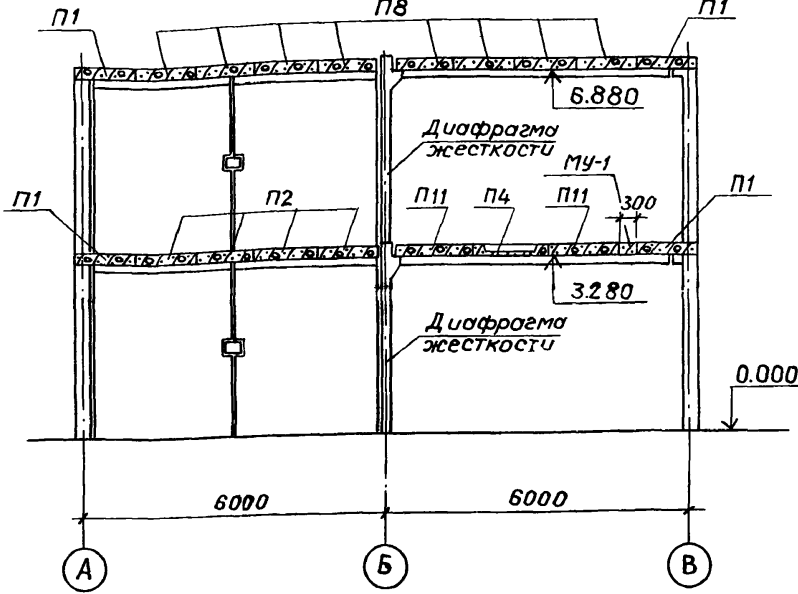 П1
П8
П1
6.880
Диафрагма
жесткости
МУ-1
П1
П2
П11
П4
П11
300
П1
3.280
Диафрагма
жесткости
0.000
6000
6000
А
Б
В